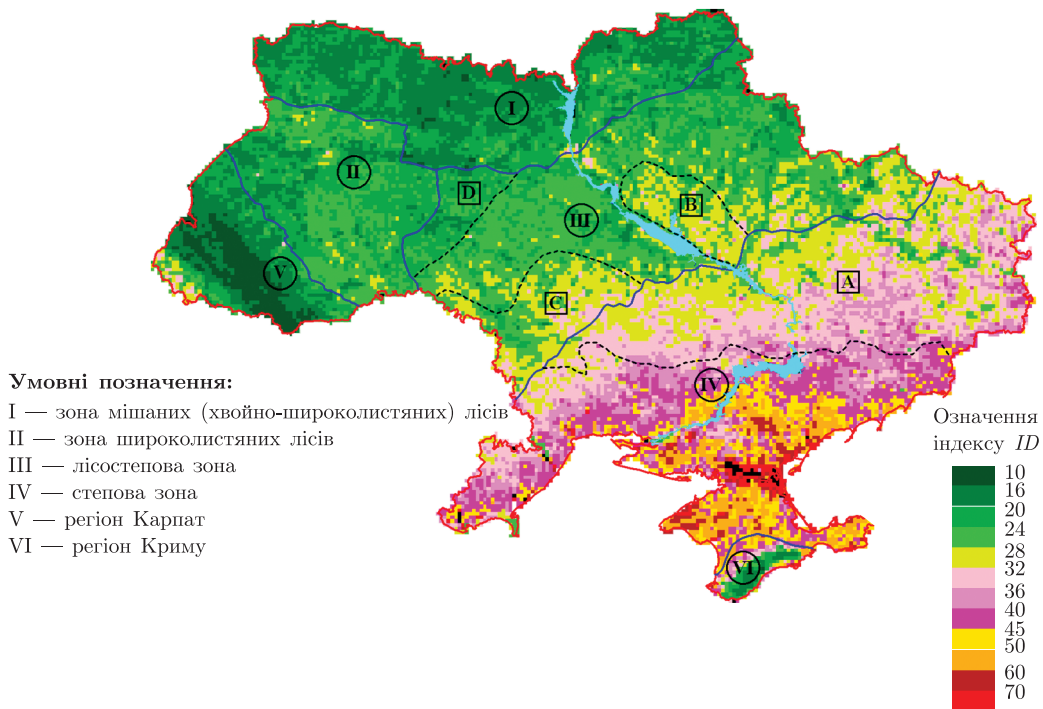 I
II
D
III
B
V
C
A
IV
VI
Умовні позначення:
I — зона мішаних (хвойно-широколистяних) лісів
II — зона широколистяних лісів
III — лісостепова зона
IV — степова зона
V — регіон Карпат
VI — регіон Криму
Означення
індексу ID
10
16
20
24
28
32
36
40
45
50
60
70